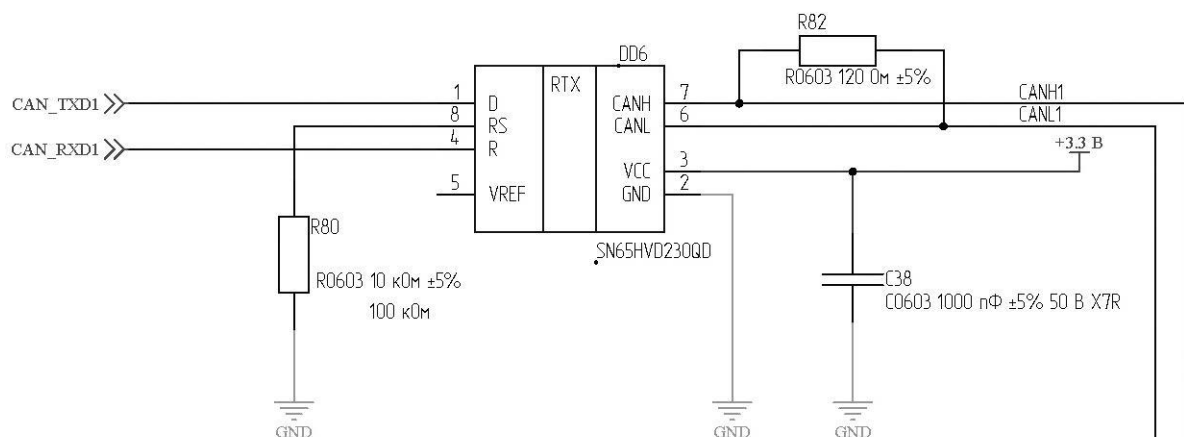 R82
R0603 120 Ом ±5%
DD6
RTX
CAN_TXD1
1
D
CANH
7
CANH1
8
RS
CANL
6
CANL1
CAN_RXD1
4
R
+3.3 В
5
VREF
VCC
3
GND
2
R80
R0603 10 кОм ±5%
100 кОм
SN65HVD230QD
C38
C0603 1000 пФ ±5% 50 В X7R
GND
GND
GND